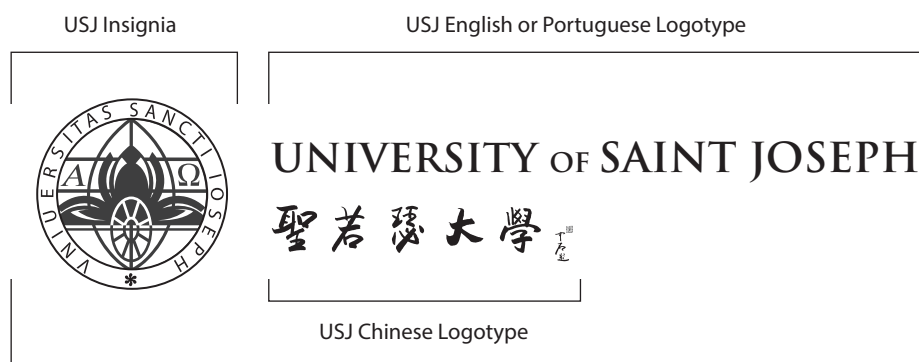 USJ Insignia
USJ English or Portuguese Logotype
VNIUERSITAS SANCTI IOSEPH *
Α Ω
UNIVERSITY OF SAINT JOSEPH
聖若瑟大學
USJ Chinese Logotype